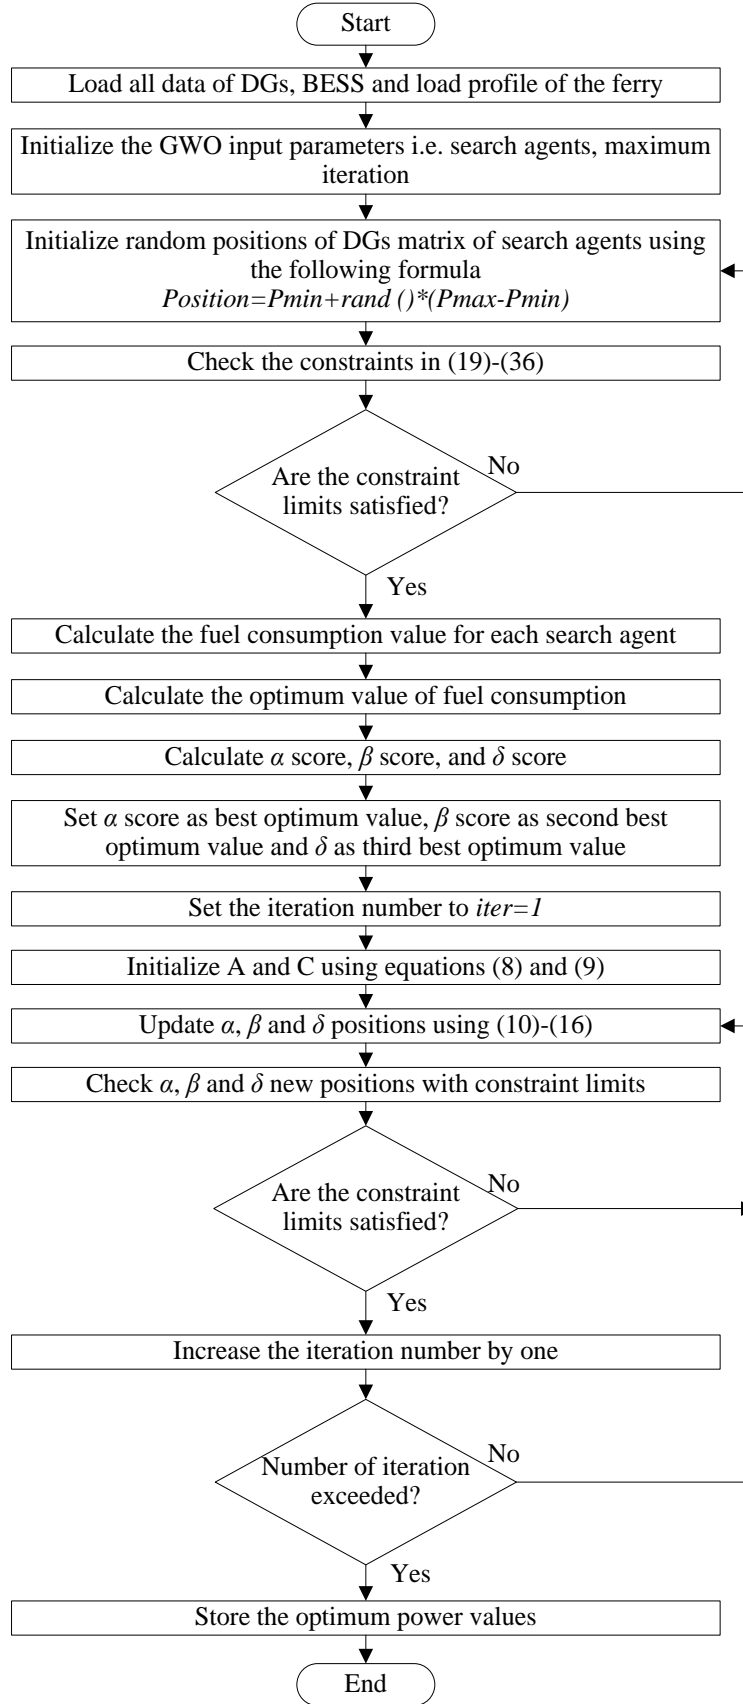 Start
Load all data of DGs, BESS and load profile of the ferry
Initialize the GWO input parameters i.e. search agents, maximum
iteration
Initialize random positions of DGs matrix of search agents using
the following formula
Position=Pmin+rand ()*(Pmax-Pmin)
Check the constraints in (19)-(36)
Are the constraint
limits satisfied?
No
Yes
Calculate the fuel consumption value for each search agent
Calculate the optimum value of fuel consumption
Calculate α score, β score, and δ score
Set α score as best optimum value, β score as second best
optimum value and δ as third best optimum value
Set the iteration number to iter=1
Initialize A and C using equations (8) and (9)
Update α, β and δ positions using (10)-(16)
Check α, β and δ new positions with constraint limits
Are the constraint
limits satisfied?
No
Yes
Increase the iteration number by one
Number of iteration
exceeded?
No
Yes
Store the optimum power values
End